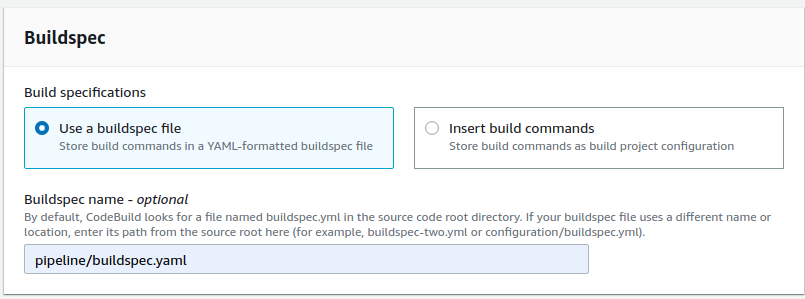 Buildspec
Build specifications
Use a buildspec file
Store build commands in a YAML-formatted buildspec file
Insert build commands
Store build commands as build project configuration
Buildspec name - optional
By default, CodeBuild looks for a file named buildspec.yml in the source code root directory. If your buildspec file uses a different name or
location, enter its path from the source root here (for example, buildspec-two.yml or configuration/buildspec.yml).
pipeline/buildspec.yaml